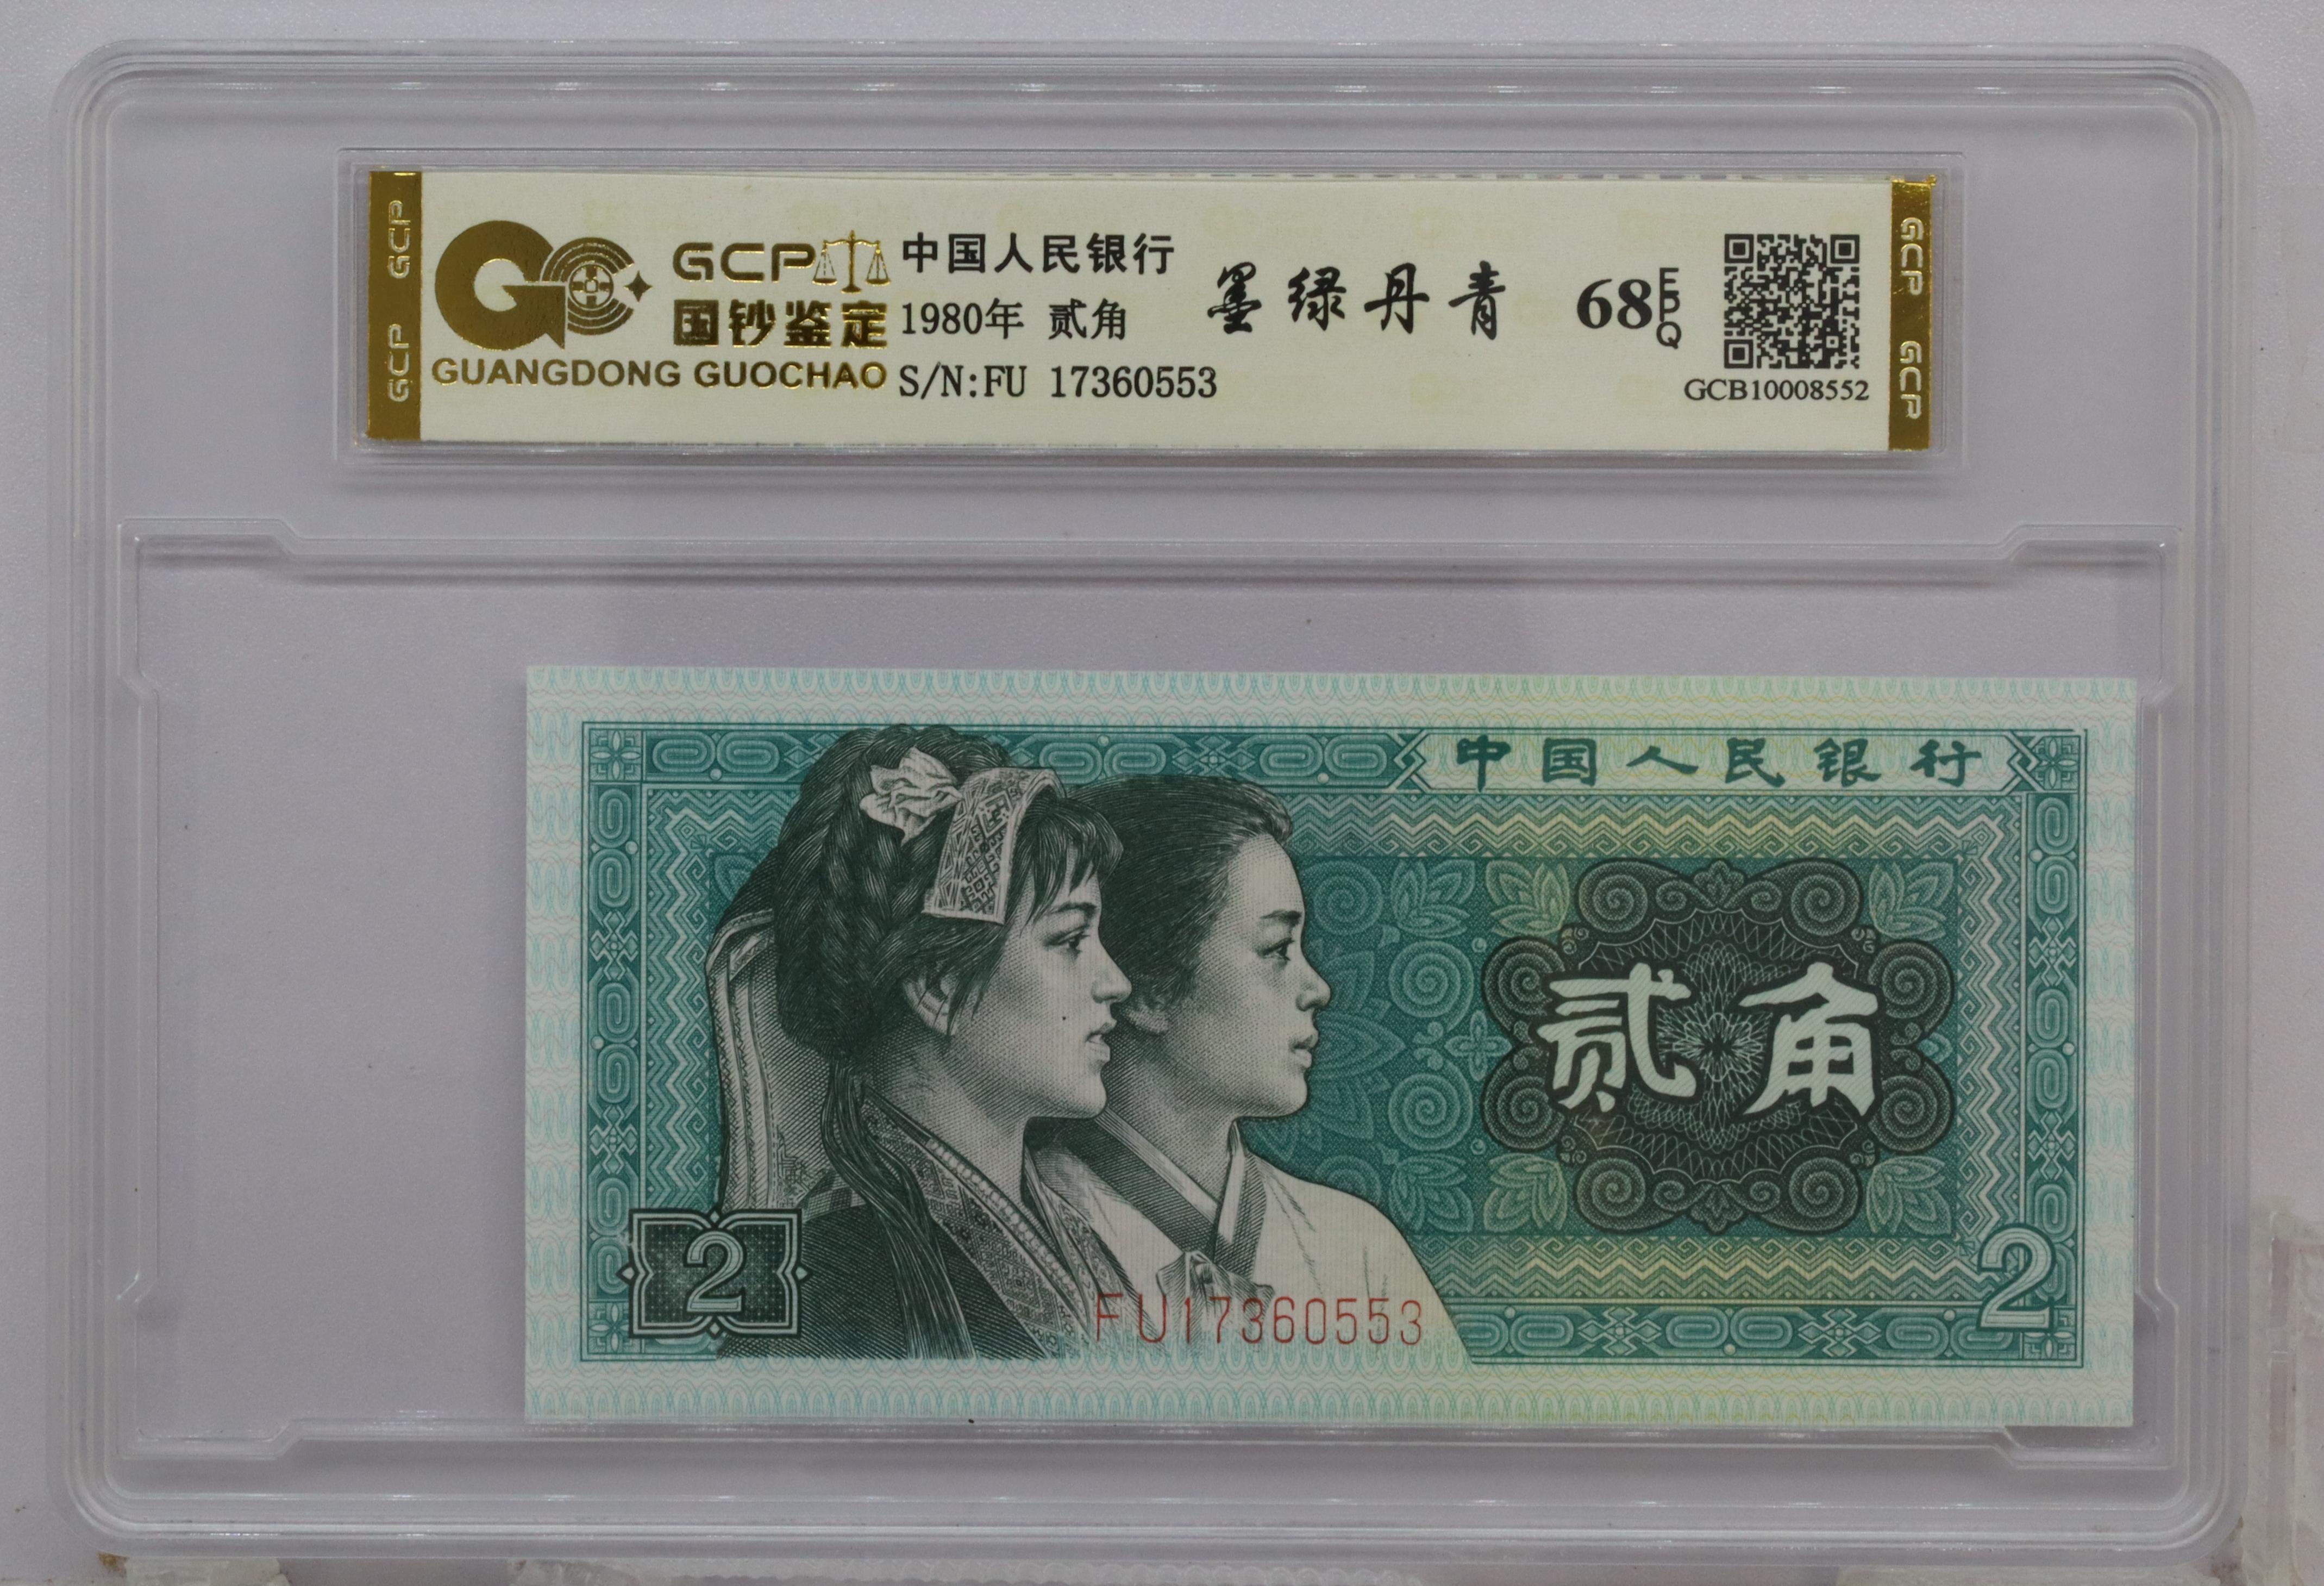 GCP
GCP
GCP
国钞鉴定
GUANGDONG GUOCHAO
中国人民银行
1980年 贰角
S/N:FU 17360553
墨绿丹青
68 EPQ
GCB10008552
GCP
GCP
中国人民银行
贰角
2
2
FU17360553